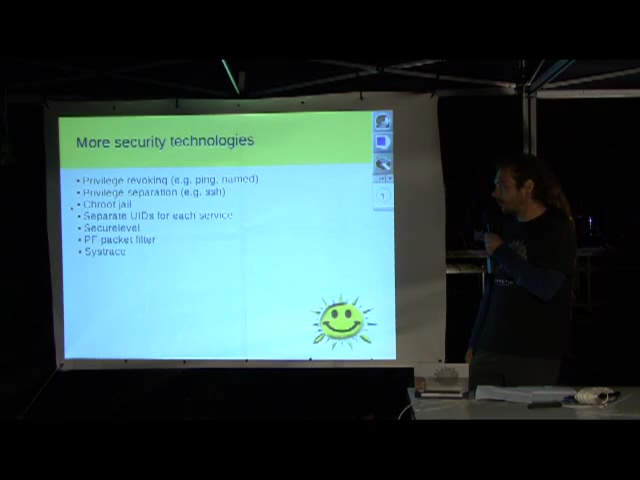 More security technologies
• Privilege revoking (e.g. ping, named)
• Privilege separation (e.g. ssh)
• Chroot jail
• Separate UIDs for each service
• Securelevel
• PF packet filter
• Systrace